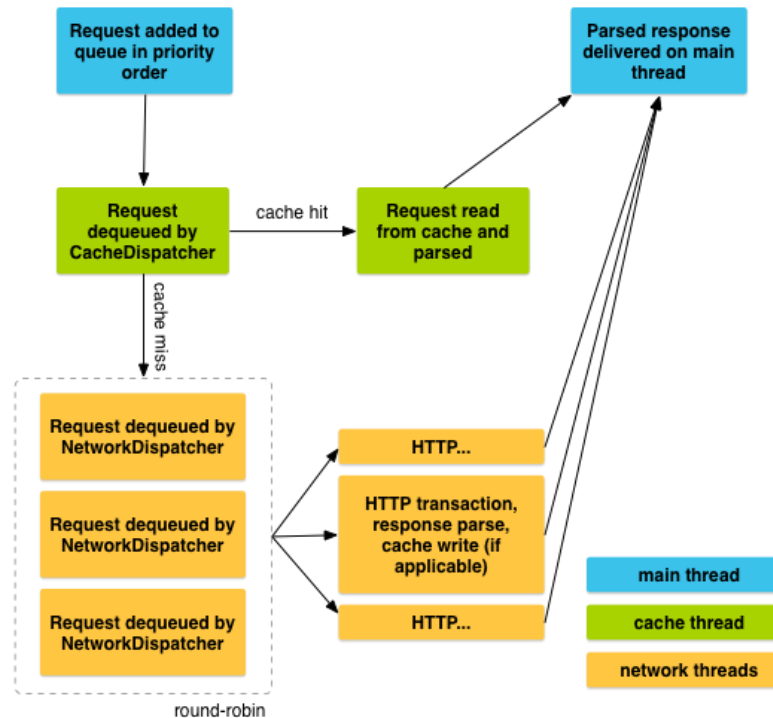 Request added to
queue in priority
order
Parsed response
delivered on main
thread
Request
dequeued by
CacheDispatcher
cache hit
Request read
from cache and
parsed
cache miss
Request dequeued by
NetworkDispatcher
Request dequeued by
NetworkDispatcher
Request dequeued by
NetworkDispatcher
HTTP...
HTTP transaction,
response parse,
cache write (if
applicable)
HTTP...
round-robin
main thread
cache thread
network threads